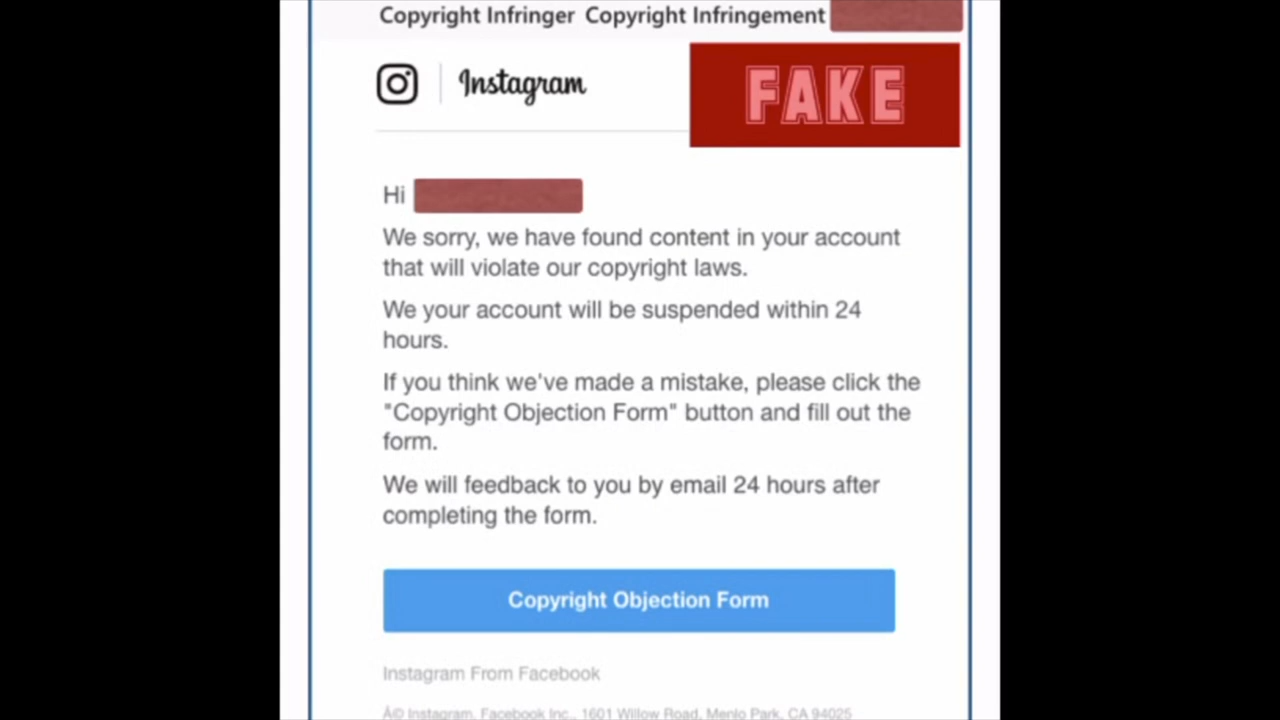 Copyright Infringer Copyright Infringement
Instagram
FAKE
Hi
We sorry, we have found content in your account
that will violate our copyright laws.
We your account will be suspended within 24
hours.
If you think we've made a mistake, please click the
"Copyright Objection Form" button and fill out the
form.
We will feedback to you by email 24 hours after
completing the form.
Copyright Objection Form
Instagram From Facebook
© Instagram. Facebook Inc., 1601 Willow Road, Menlo Park, CA 94025